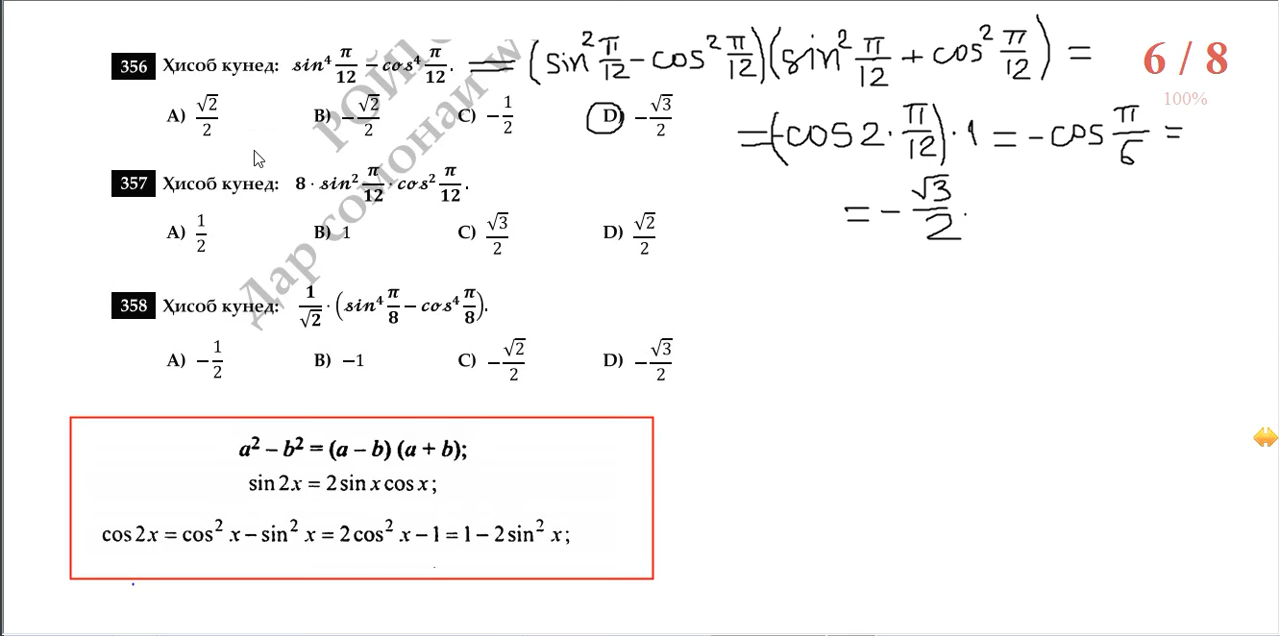 356 Ҳисоб кунед: sin⁴ π/12 − cos⁴ π/12. = (sin² π/12 − cos² π/12)(sin² π/12 + cos² π/12) =
6 / 8
100%
A) √2/2 B) −√2/2 C) −1/2 D) −√3/2
=(−cos2·π/12)·1 = −cos π/6 =
= −√3/2.
357 Ҳисоб кунед: 8 · sin² π/12 · cos² π/12.
A) 1/2 B) 1 C) √3/2 D) √2/2
358 Ҳисоб кунед: 1/√2 · (sin⁴ π/8 − cos⁴ π/8).
A) −1/2 B) −1 C) −√2/2 D) −√3/2
Дар сомонаи w
a² − b² = (a − b) (a + b);
sin 2x = 2 sin x cos x;
cos 2x = cos² x − sin² x = 2 cos² x − 1 = 1 − 2 sin² x;